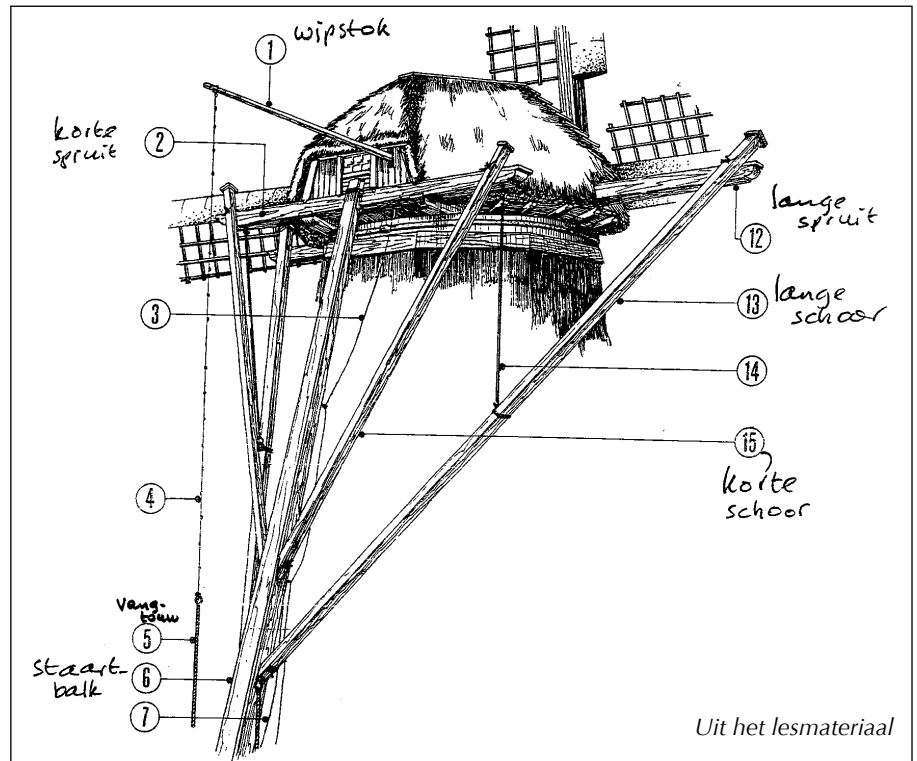 1 wipstok
korte
spruit
2
lange
spruit
12
3
13 lange
schoor
14
15
korte
schoor
4
vang-
touw
5
staart-
balk
6
7
Uit het lesmateriaal